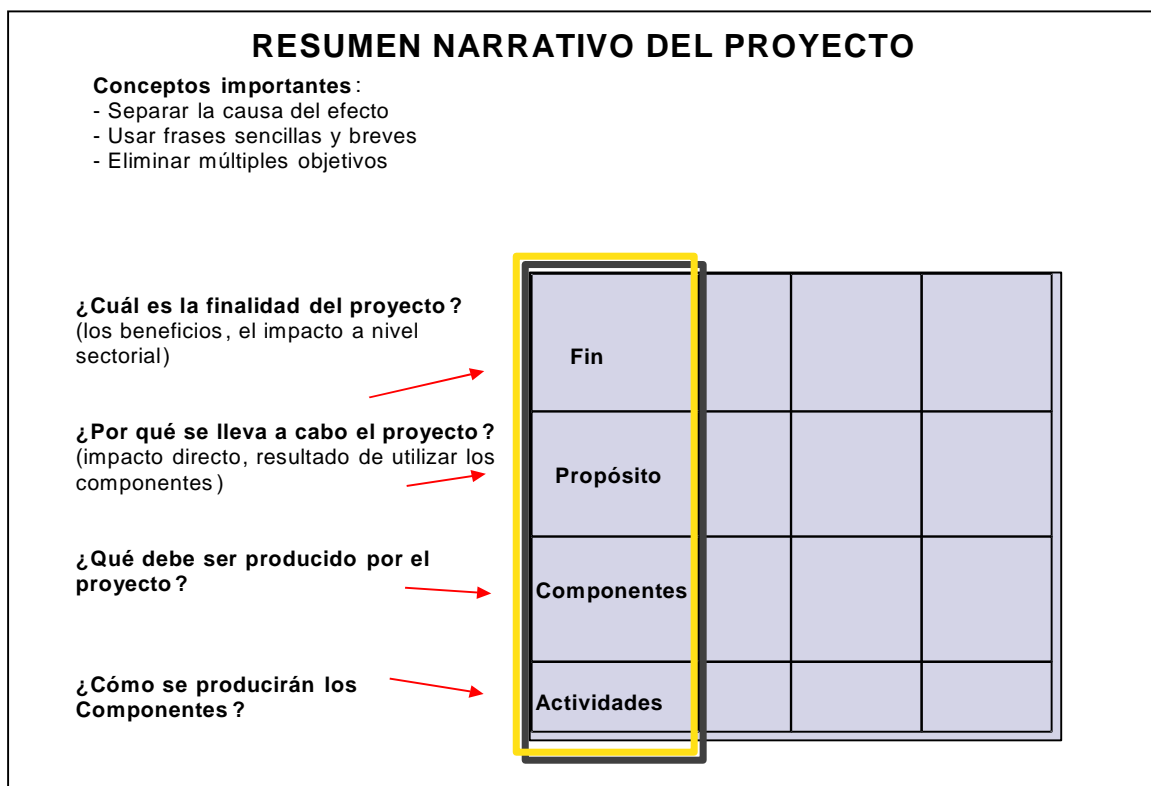 RESUMEN NARRATIVO DEL PROYECTO
Conceptos importantes:
- Separar la causa del efecto
- Usar frases sencillas y breves
- Eliminar múltiples objetivos
¿Cuál es la finalidad del proyecto?
(los beneficios, el impacto a nivel
sectorial)
Fin
¿Por qué se lleva a cabo el proyecto?
(impacto directo, resultado de utilizar los
componentes)
Propósito
¿Qué debe ser producido por el
proyecto?
Componentes
¿Cómo se producirán los
Componentes?
Actividades